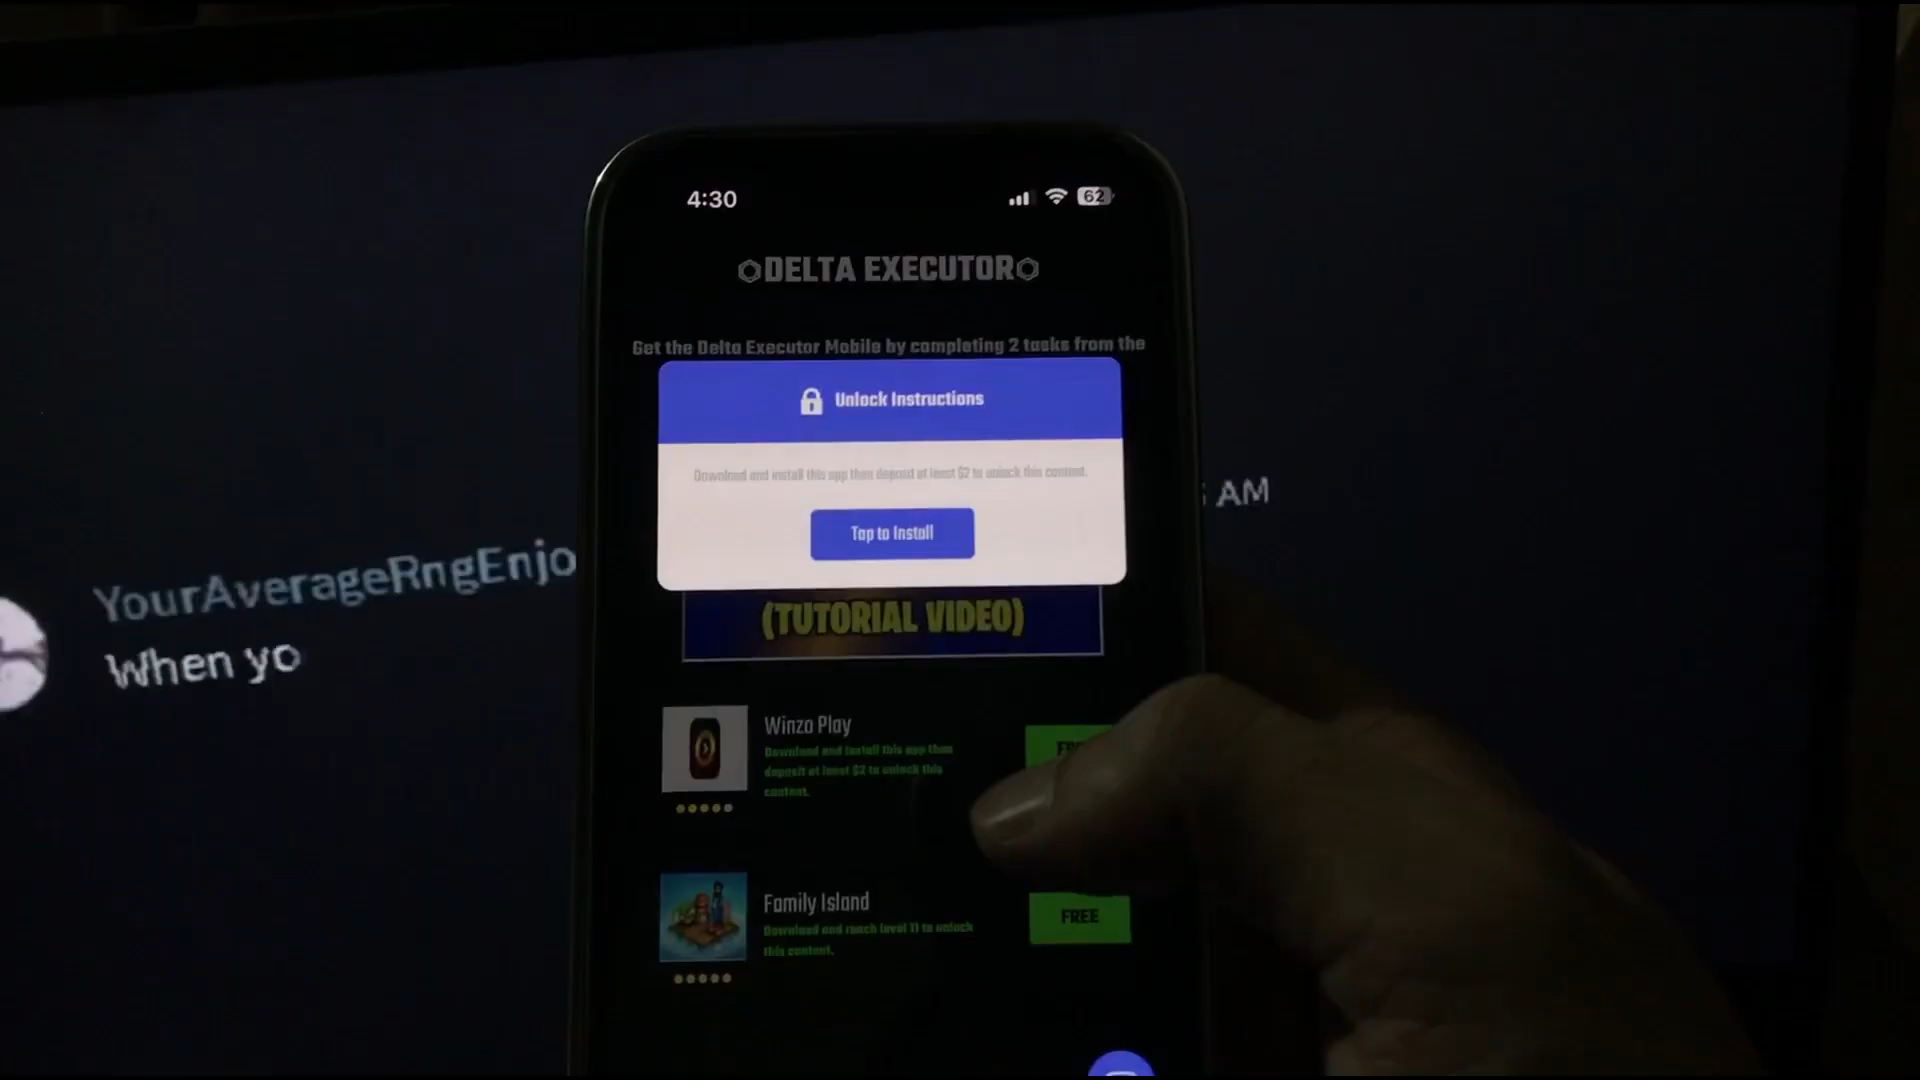 4:30
62
DELTA EXECUTOR
Get the Delta Executor Mobile by completing 2 tasks from the
Unlock Instructions
Download and install this app then deposit at least $2 to unlock this content.
Tap to Install
AM
YourAverageRngEnjo
When yo
(TUTORIAL VIDEO)
Winzo Play
Download and install this app then
deposit at least $2 to unlock this
content.
Family Island
Download and reach level 11 to unlock
this content.
FREE